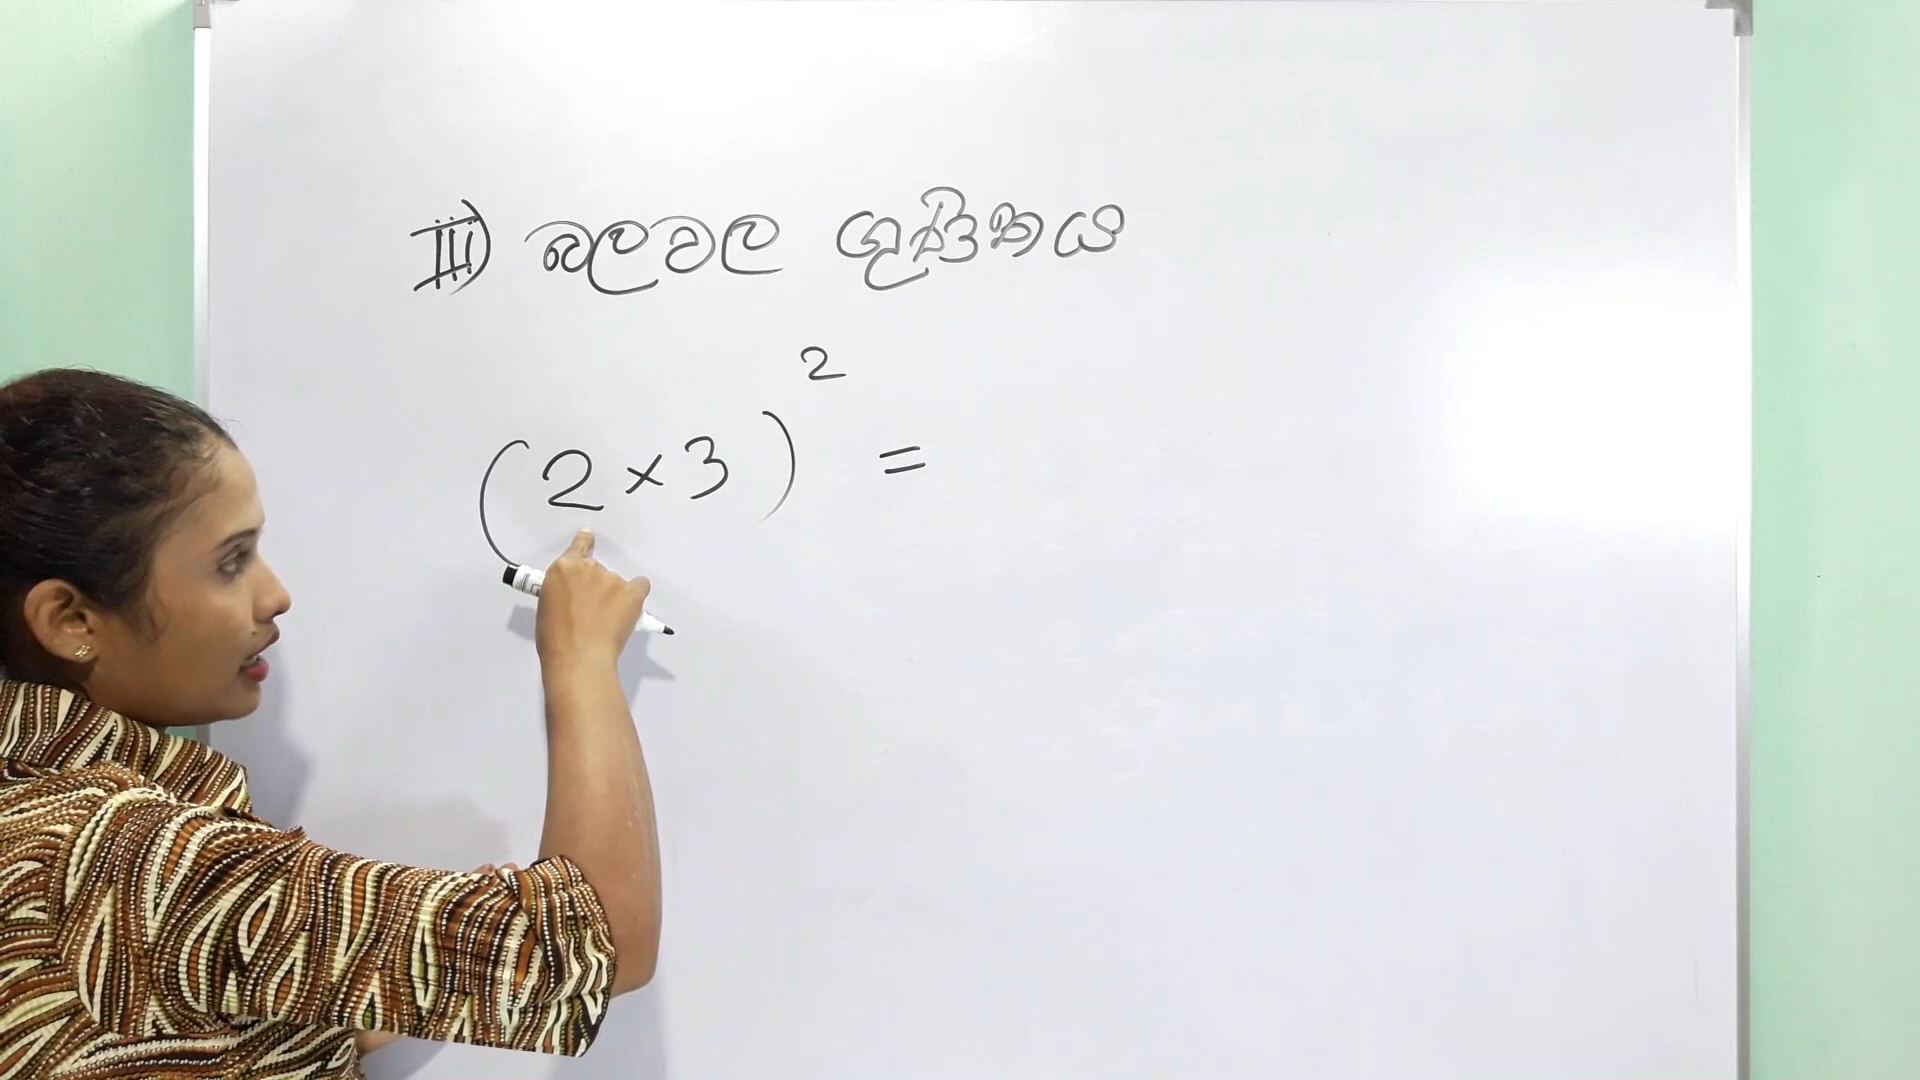 III) බලවල ගුණිතය
(2 × 3)² =